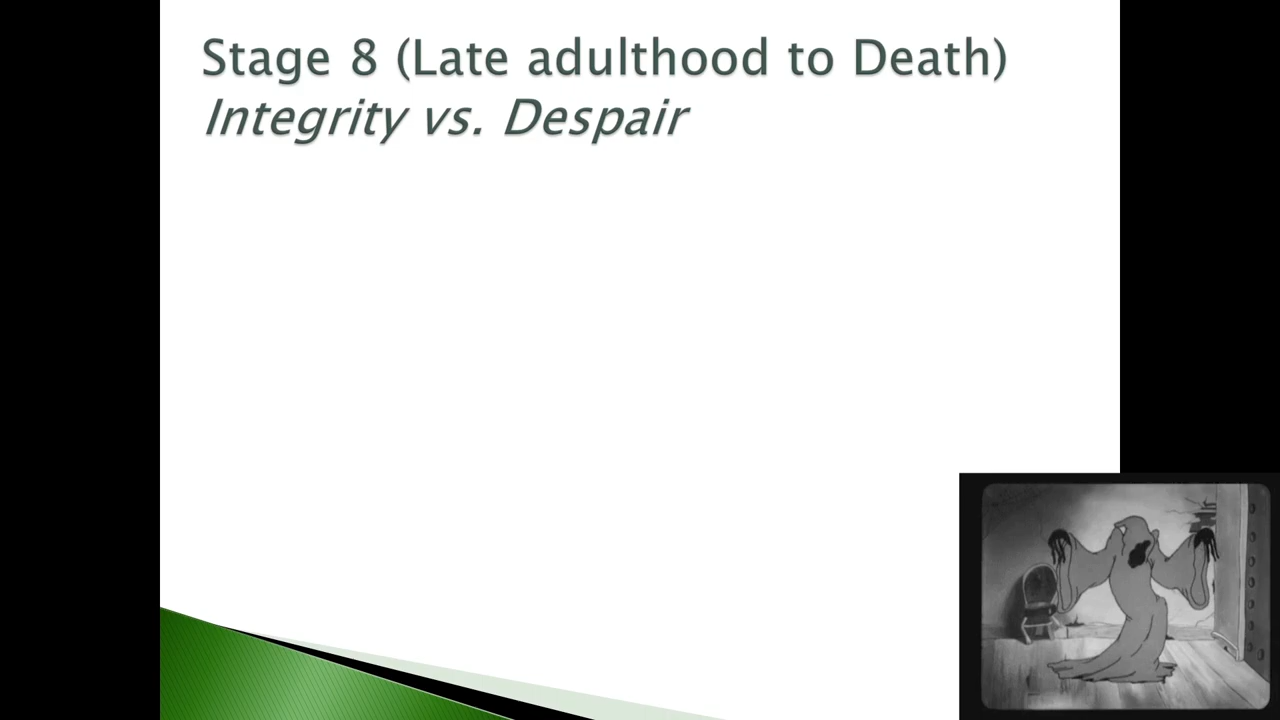 Stage 8 (Late adulthood to Death)
Integrity vs. Despair